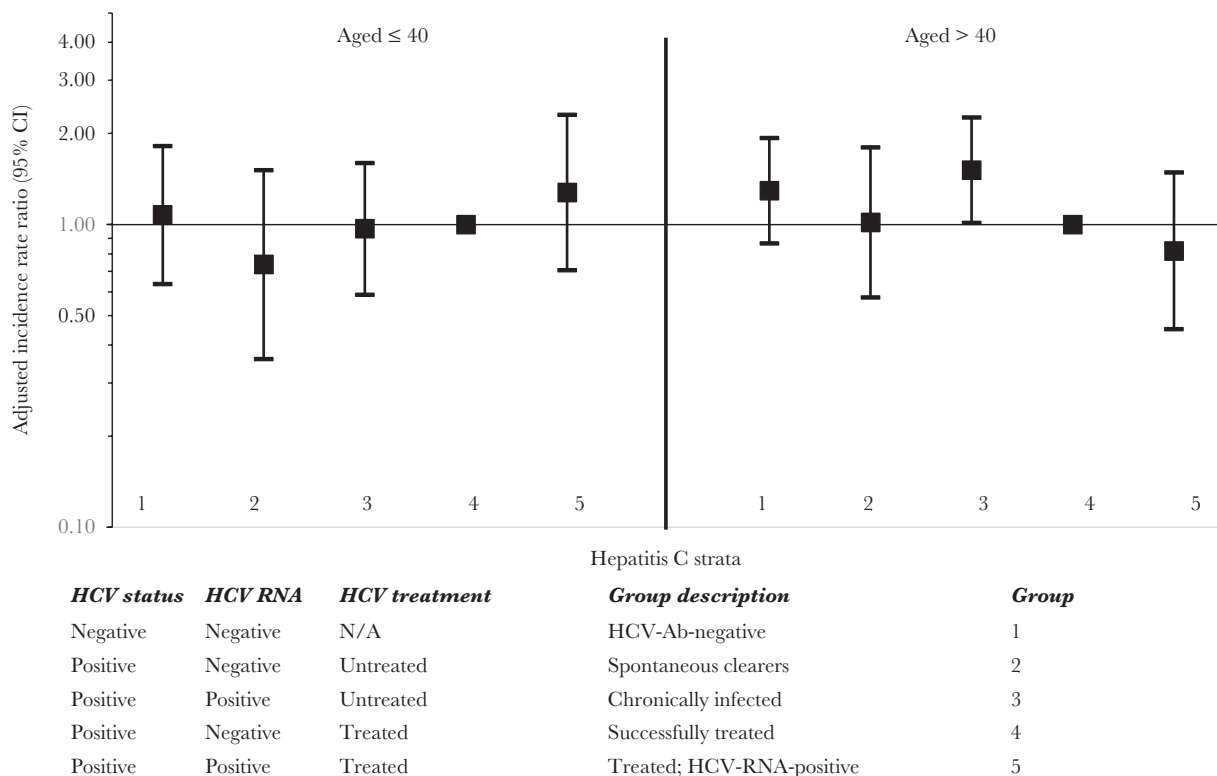 Aged ≤ 40 Aged > 40
4.00
3.00
2.00
1.00
0.50
0.10
Adjusted incidence rate ratio (95% CI)
1 2 3 4 5 1 2 3 4 5
Hepatitis C strata
HCV status HCV RNA HCV treatment Group description Group
Negative Negative N/A HCV-Ab-negative 1
Positive Negative Untreated Spontaneous clearers 2
Positive Positive Untreated Chronically infected 3
Positive Negative Treated Successfully treated 4
Positive Positive Treated Treated; HCV-RNA-positive 5